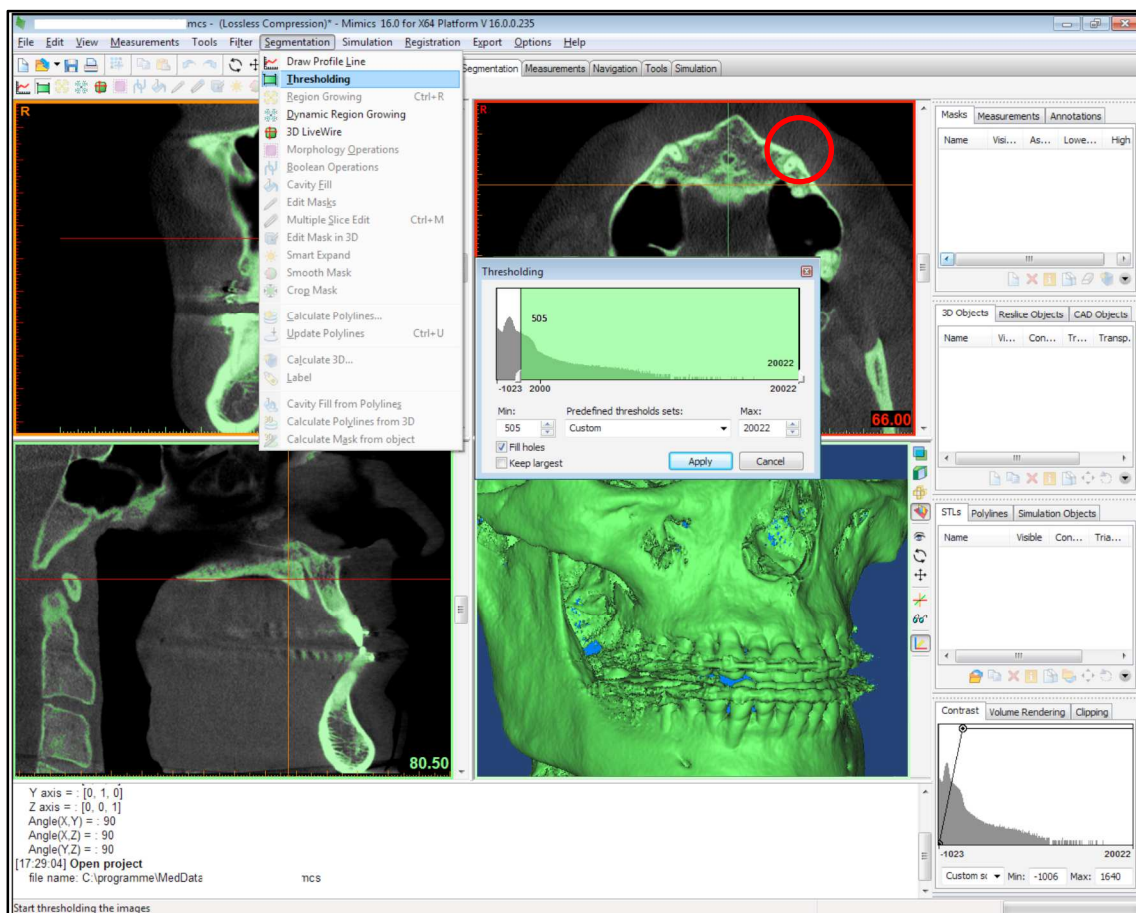 mcs - (Lossless Compression)* - Mimics 16.0 for X64 Platform V 16.0.0.235
File Edit View Measurements Tools Filter Segmentation Simulation Registration Export Options Help
Segmentation Measurements Navigation Tools Simulation
Draw Profile Line
Thresholding
Region Growing Ctrl+R
Dynamic Region Growing
3D LiveWire
Morphology Operations
Boolean Operations
Cavity Fill
Edit Masks
Multiple Slice Edit Ctrl+M
Edit Mask in 3D
Smart Expand
Smooth Mask
Crop Mask
Calculate Polylines...
Update Polylines Ctrl+U
Calculate 3D...
Label
Cavity Fill from Polylines
Calculate Polylines from 3D
Calculate Mask from object
R
R
66.00
Thresholding
505
20022
-1023 2000 20022
Min: Predefined thresholds sets: Max:
505 Custom 20022
Fill holes
Keep largest Apply Cancel
80.50
Masks Measurements Annotations
Name Visi... As... Lowe... High
3D Objects Reslice Objects CAD Objects
Name Vi... Con... Tr... Transp.
STLs Polylines Simulation Objects
Name Visible Con... Tria...
Contrast Volume Rendering Clipping
-1023 20022
Custom sc Min: -1006 Max: 1640
Y axis = : [0, 1, 0]
Z axis = : [0, 0, 1]
Angle(X,Y) = : 90
Angle(X,Z) = : 90
Angle(Y,Z) = : 90
[17:29:04] Open project
file name: C:\programme\MedData mcs
Start thresholding the images